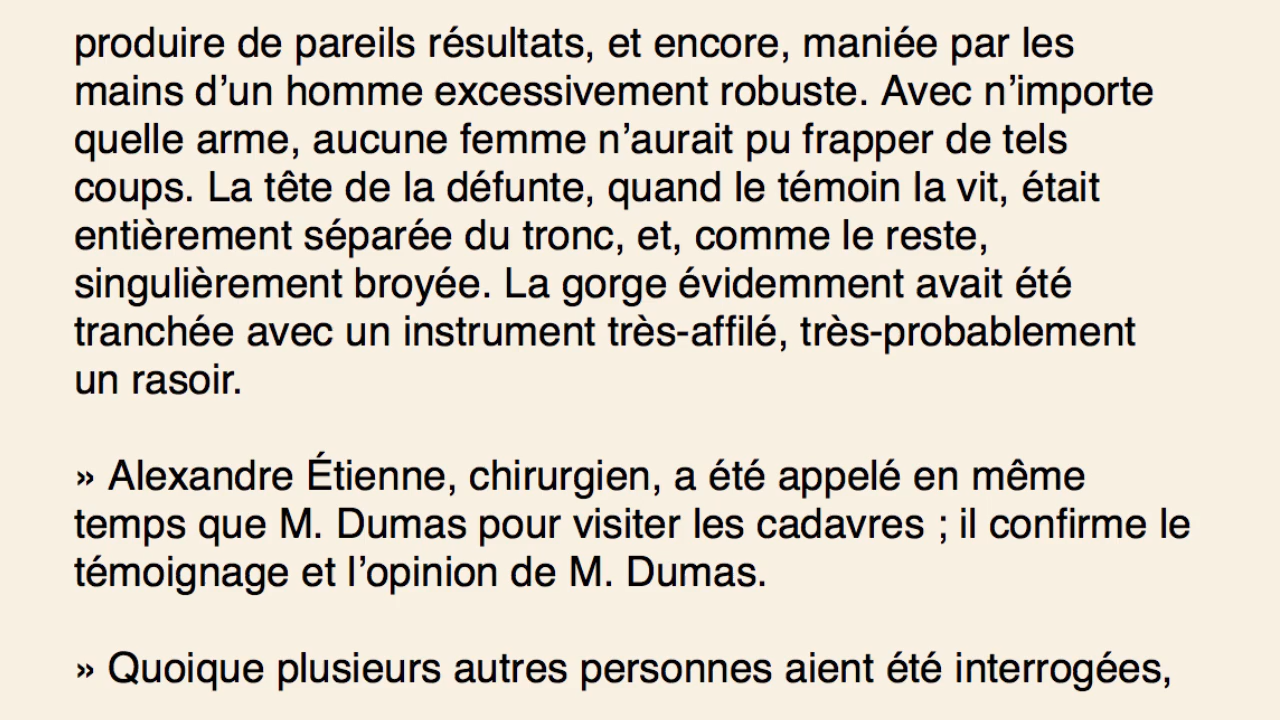 produire de pareils résultats, et encore, maniée par les
mains d’un homme excessivement robuste. Avec n’importe
quelle arme, aucune femme n’aurait pu frapper de tels
coups. La tête de la défunte, quand le témoin la vit, était
entièrement séparée du tronc, et, comme le reste,
singulièrement broyée. La gorge évidemment avait été
tranchée avec un instrument très-affilé, très-probablement
un rasoir.
» Alexandre Étienne, chirurgien, a été appelé en même
temps que M. Dumas pour visiter les cadavres ; il confirme le
témoignage et l’opinion de M. Dumas.
» Quoique plusieurs autres personnes aient été interrogées,